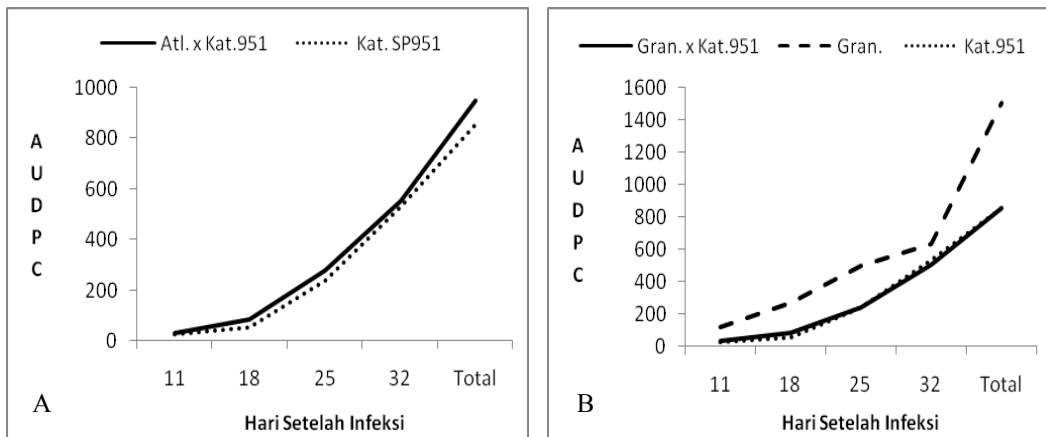 Atl. x Kat.951 Kat. SP951
1000
800
600
400
200
0
AUDPC
11 18 25 32 Total
Hari Setelah Infeksi
A
Gran. x Kat.951 Gran. Kat.951
1600
1400
1200
1000
800
600
400
200
0
AUDPC
11 18 25 32 Total
Hari Setelah Infeksi
B